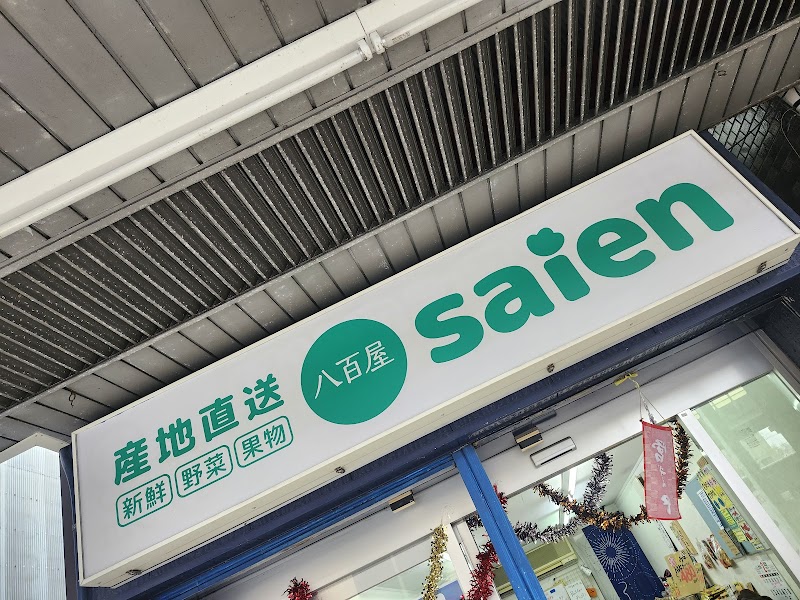 産地直送
新鮮 野菜 果物
八百屋
saien